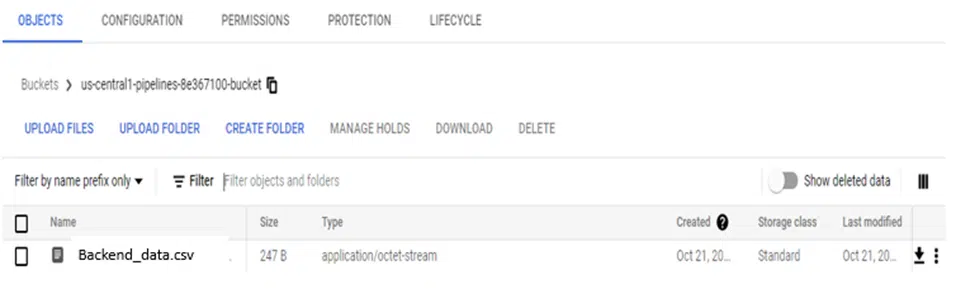 OBJECTS CONFIGURATION PERMISSIONS PROTECTION LIFECYCLE
Buckets > us-central1-pipelines-8e367100-bucket
UPLOAD FILES UPLOAD FOLDER CREATE FOLDER MANAGE HOLDS DOWNLOAD DELETE
Filter by name prefix only Filter Filter objects and folders Show deleted data
Name Size Type Created ? Storage class Last modified
Backend_data.csv 247 B application/octet-stream Oct 21, 20... Standard Oct 21, 20...